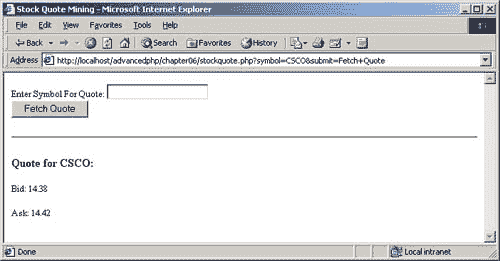 Stock Quote Mining - Microsoft Internet Explorer
File Edit View Favorites Tools Help
Back Search Favorites History
Address http://localhost/advancedphp/chapter06/stockquote.php?symbol=CSCO&submit=Fetch+Quote
Enter Symbol For Quote:
Fetch Quote
Quote for CSCO:
Bid: 14.38
Ask: 14.42
Done Local intranet